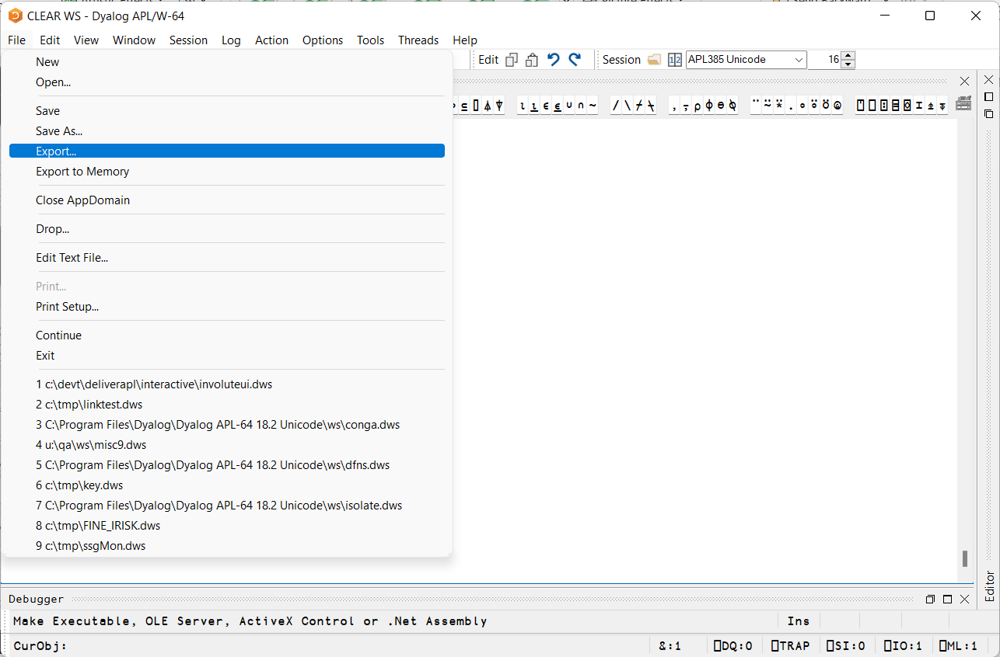 CLEAR WS - Dyalog APL/W-64
File Edit View Window Session Log Action Options Tools Threads Help
Edit Session APL385 Unicode 16
New
Open...
Save
Save As...
Export...
Export to Memory
Close AppDomain
Drop...
Edit Text File...
Print...
Print Setup...
Continue
Exit
1 c:\devt\deliverapl\interactive\involuteui.dws
2 c:\tmp\linktest.dws
3 C:\Program Files\Dyalog\Dyalog APL-64 18.2 Unicode\ws\conga.dws
4 u:\qa\ws\misc9.dws
5 C:\Program Files\Dyalog\Dyalog APL-64 18.2 Unicode\ws\dfns.dws
6 c:\tmp\key.dws
7 C:\Program Files\Dyalog\Dyalog APL-64 18.2 Unicode\ws\isolate.dws
8 c:\tmp\FINE_IRISK.dws
9 c:\tmp\ssgMon.dws
Editor
Debugger
Make Executable, OLE Server, ActiveX Control or .Net Assembly Ins
CurObj: &:1 ⎕DQ:0 ⎕TRAP ⎕SI:0 ⎕IO:1 ⎕ML:1